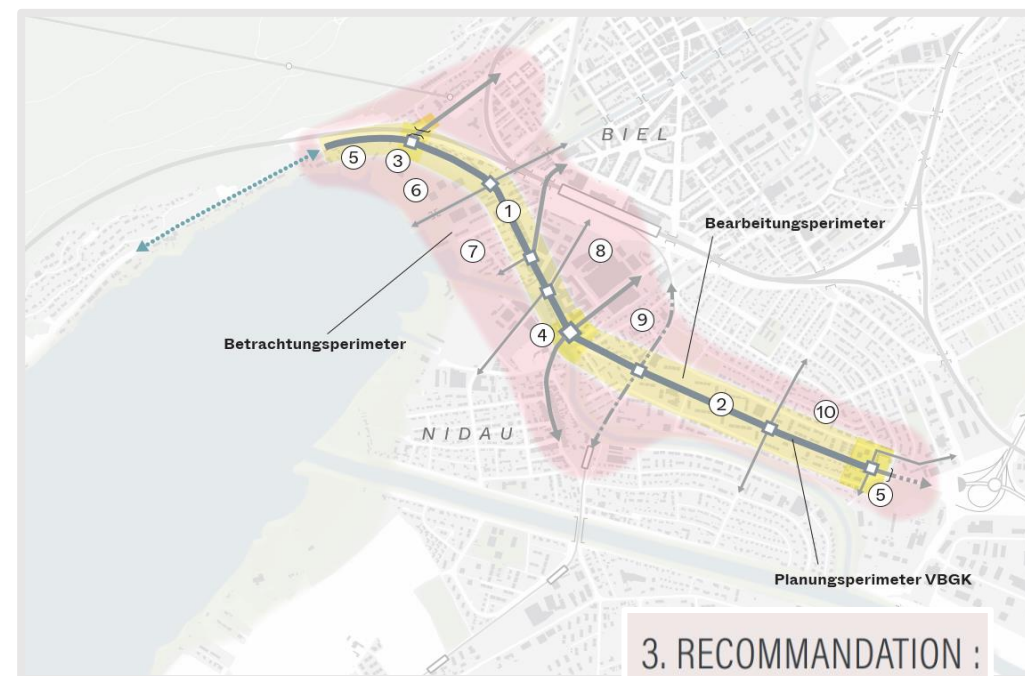 BIEL
Bearbeitungsperimeter
5
3
6
1
7
8
Betrachtungsperimeter
9
4
2
10
NIDAU
5
Planungsperimeter VBGK
3. RECOMMANDATION :